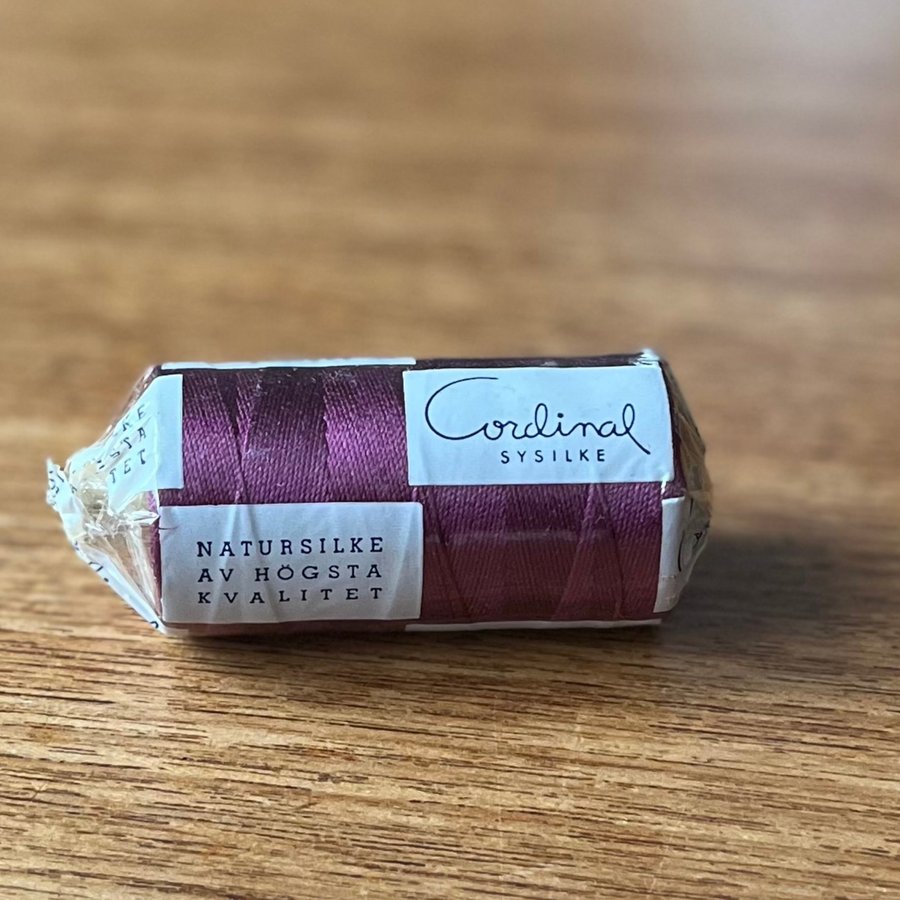 Cordinal
SYSILKE
NATURSILKE
AV HÖGSTA
KVALITET